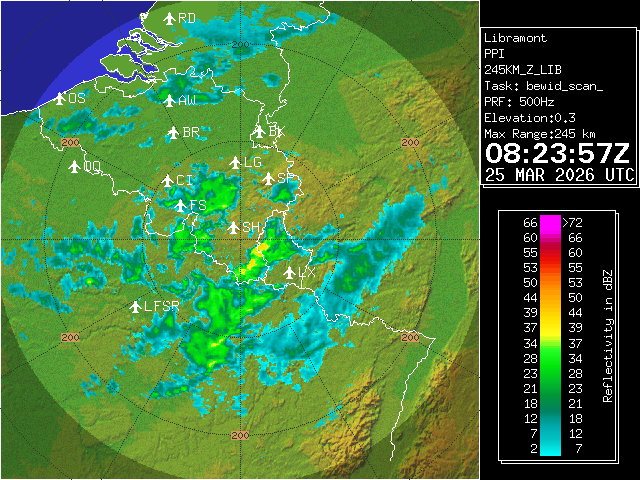 RD
200
OS
AW
BR
BK
200
200
QQ
LG
CI
SP
FS
SH
LX
LFSR
200
200
200
Libramont
PPI
245KM_Z_LIB
Task: bewid_scan_
PRF: 500Hz
Elevation:0.3
Max Range:245 km
08:23:57Z
25 MAR 2026 UTC
66 >72
60 66
55 60
53 55
50 53
44 50
39 44
37 39
34 37
28 34
23 28
21 23
18 21
12 18
7 12
2 7
Reflectivity in dBZ